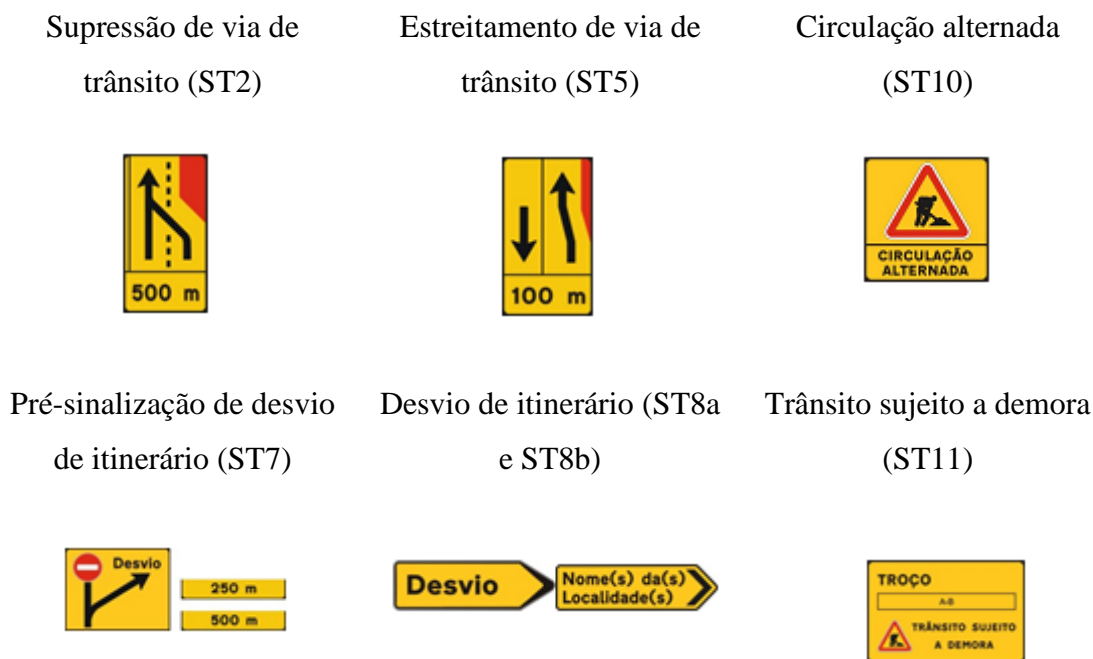 Supressão de via de
trânsito (ST2)
Estreitamento de via de
trânsito (ST5)
Circulação alternada
(ST10)
500 m
100 m
CIRCULAÇÃO
ALTERNADA
Pré-sinalização de desvio
de itinerário (ST7)
Desvio de itinerário (ST8a
e ST8b)
Trânsito sujeito a demora
(ST11)
Desvio
250 m
500 m
Desvio
Nome(s) da(s)
Localidade(s)
TROÇO
A-B
TRÂNSITO SUJEITO
A DEMORA